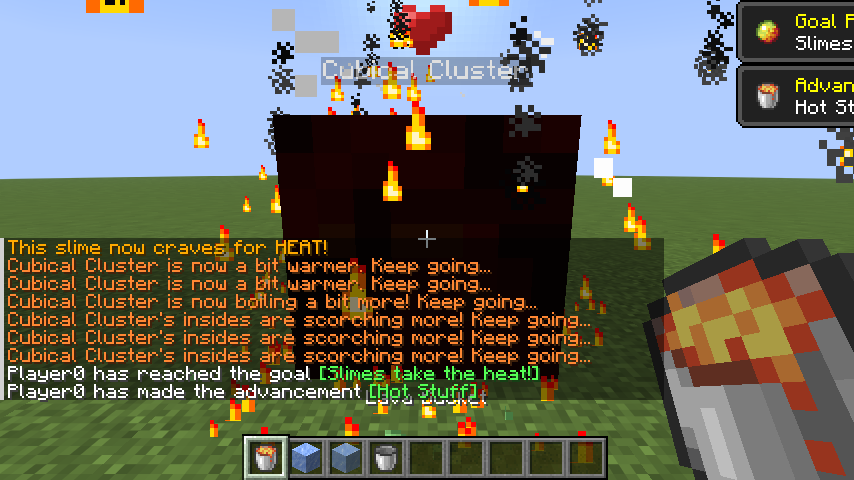 Goal
Slimes
Cubical Cluster
Hot St
This slime now craves for HEAT!
Cubical Cluster is now a bit warmer. Keep going...
Cubical Cluster is now a bit warmer. Keep going...
Cubical Cluster is now boiling a bit more! Keep going...
Cubical Cluster's insides are scorching more! Keep going...
Cubical Cluster's insides are scorching more! Keep going...
Cubical Cluster's insides are scorching more! Keep going...
Player0 has reached the goal [Slimes take the heat!]
Player0 has made the advancement [Hot Stuff]
Lava Bucket